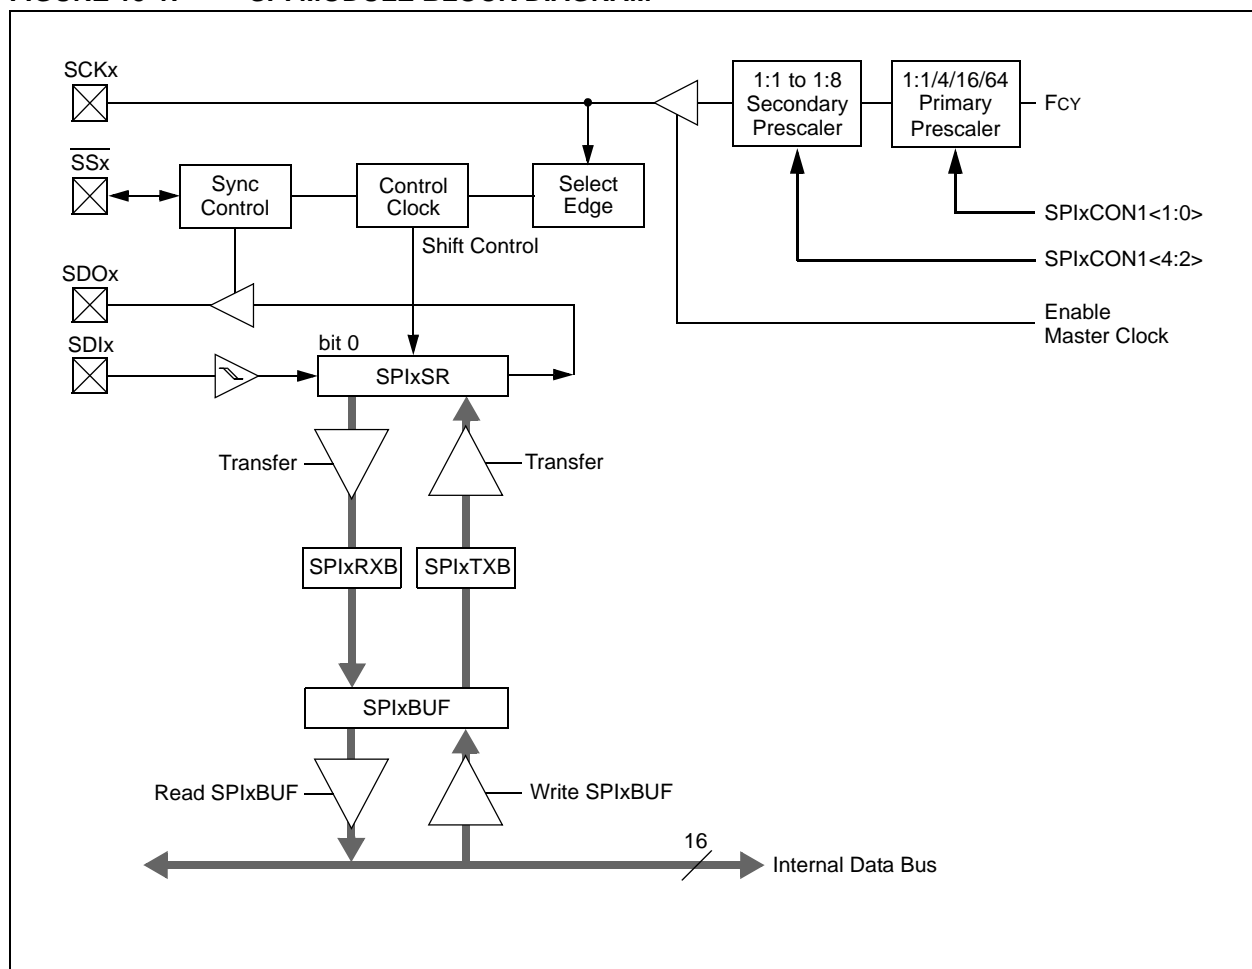 SCKx
1:1 to 1:8
Secondary
Prescaler
1:1/4/16/64
Primary
Prescaler
FCY
SSx
Sync
Control
Control
Clock
Select
Edge
SPIxCON1<1:0>
Shift Control
SPIxCON1<4:2>
SDOx
Enable
Master Clock
SDIx
bit 0
SPIxSR
Transfer
Transfer
SPIxRXB
SPIxTXB
SPIxBUF
Read SPIxBUF
Write SPIxBUF
16
Internal Data Bus